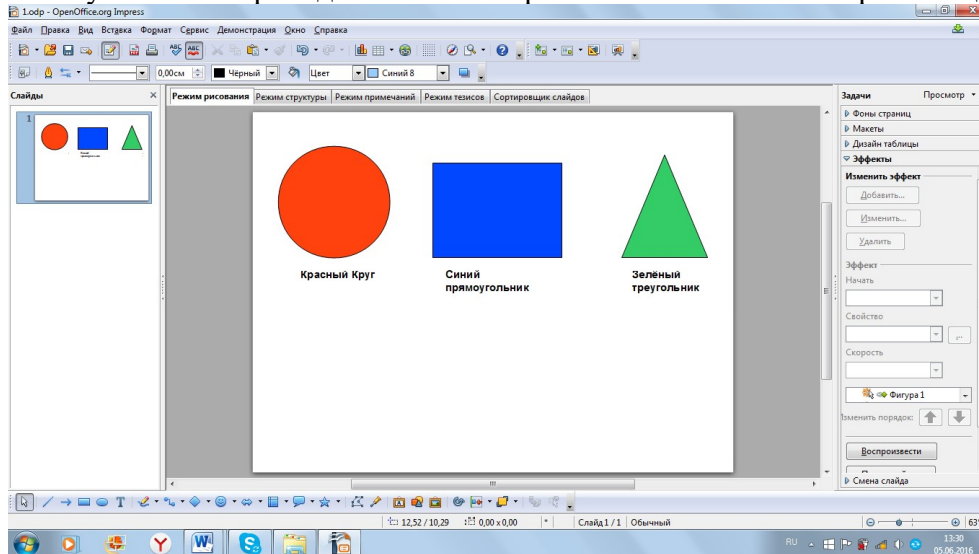 1.odp - OpenOffice.org Impress
Файл Правка Вид Вставка Формат Сервис Демонстрация Окно Справка
0,00см Чёрный Цвет Синий 8
Слайды
Режим рисования Режим структуры Режим примечаний Режим тезисов Сортировщик слайдов
Задачи Просмотр
1
Фоны страниц
Макеты
Дизайн таблицы
Эффекты
Изменить эффект
Добавить...
Изменить...
Удалить
Эффект
Начать
Свойство
Скорость
Фигура 1
Изменить порядок:
Воспроизвести
Смена слайда
Красный Круг
Синий
прямоугольник
Зелёный
треугольник
12,52 / 10,29 0,00 x 0,00 * Слайд 1 / 1 Обычный 63
RU 13:30
05.06.2016